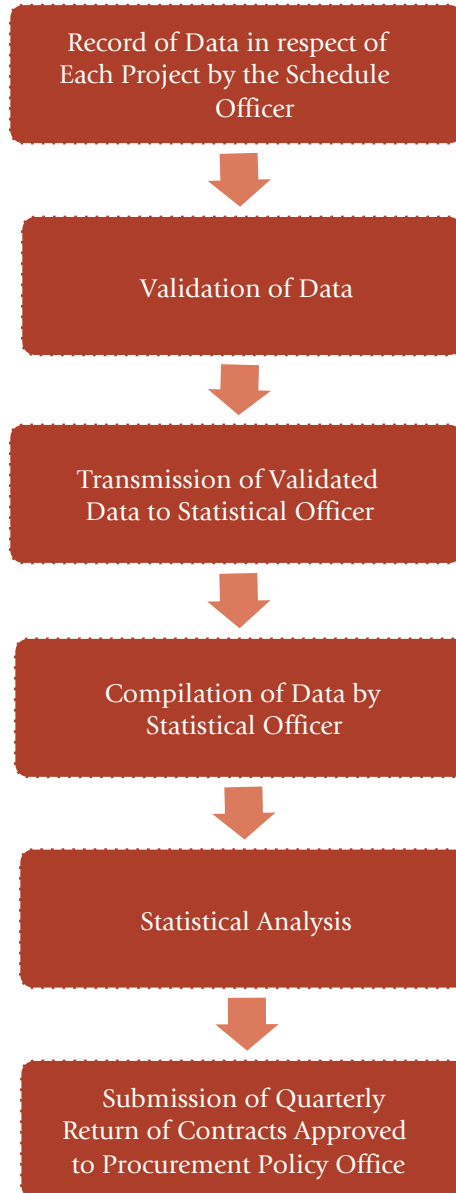 Record of Data in respect of
Each Project by the Schedule
Officer
Validation of Data
Transmission of Validated
Data to Statistical Officer
Compilation of Data by
Statistical Officer
Statistical Analysis
Submission of Quarterly
Return of Contracts Approved
to Procurement Policy Office